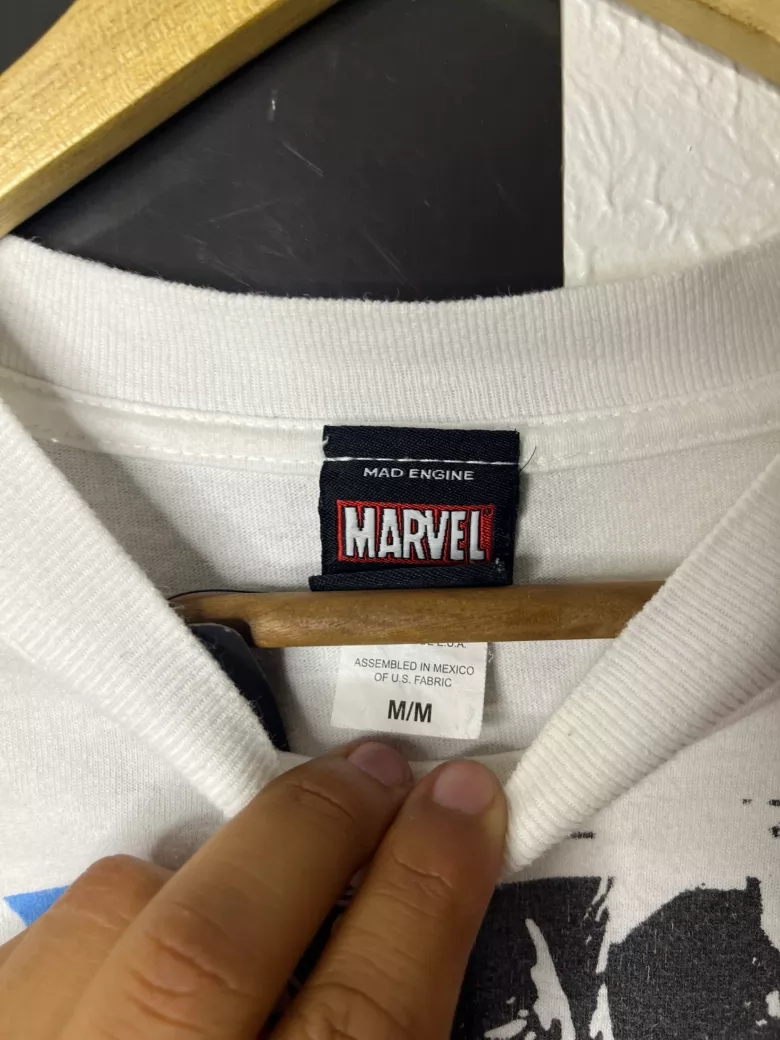 MAD ENGINE
MARVEL
E.U.A.
ASSEMBLED IN MEXICO
OF U.S. FABRIC
M/M